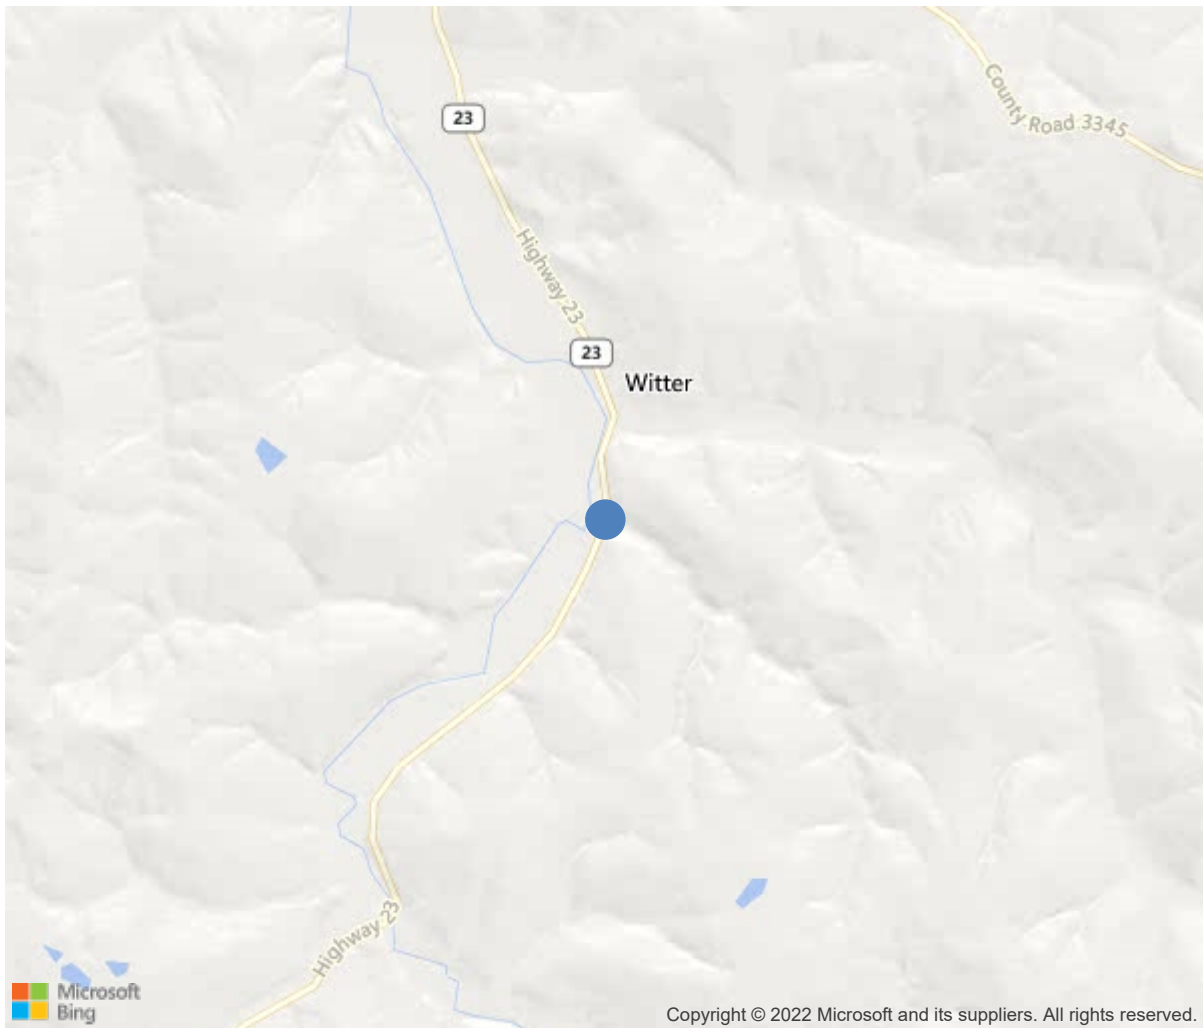 23
County Road 3345
Highway 23
23
Witter
Highway 23
Microsoft
Bing
Copyright © 2022 Microsoft and its suppliers. All rights reserved.